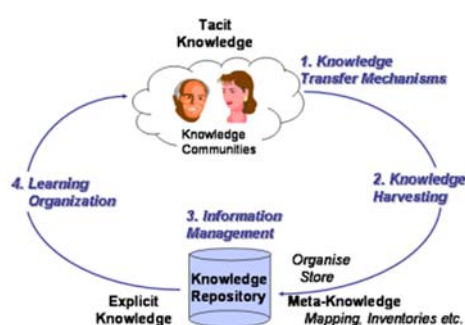 Tacit
Knowledge
1. Knowledge
Transfer Mechanisms
Knowledge
Communities
4. Learning
Organization
2. Knowledge
Harvesting
3. Information
Management
Knowledge
Repository
Organise
Store
Explicit
Knowledge
Meta-Knowledge
Mapping, Inventories etc.